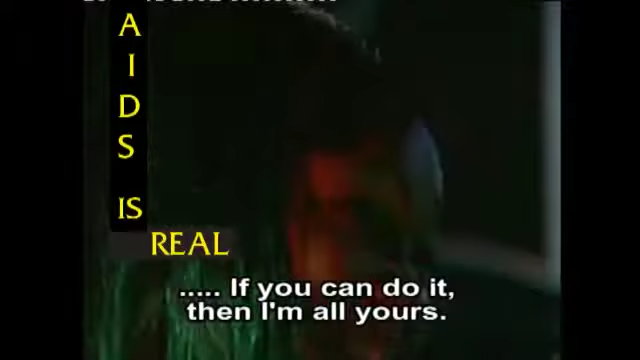 A
I
D
S
IS
REAL
..... If you can do it,
then I'm all yours.